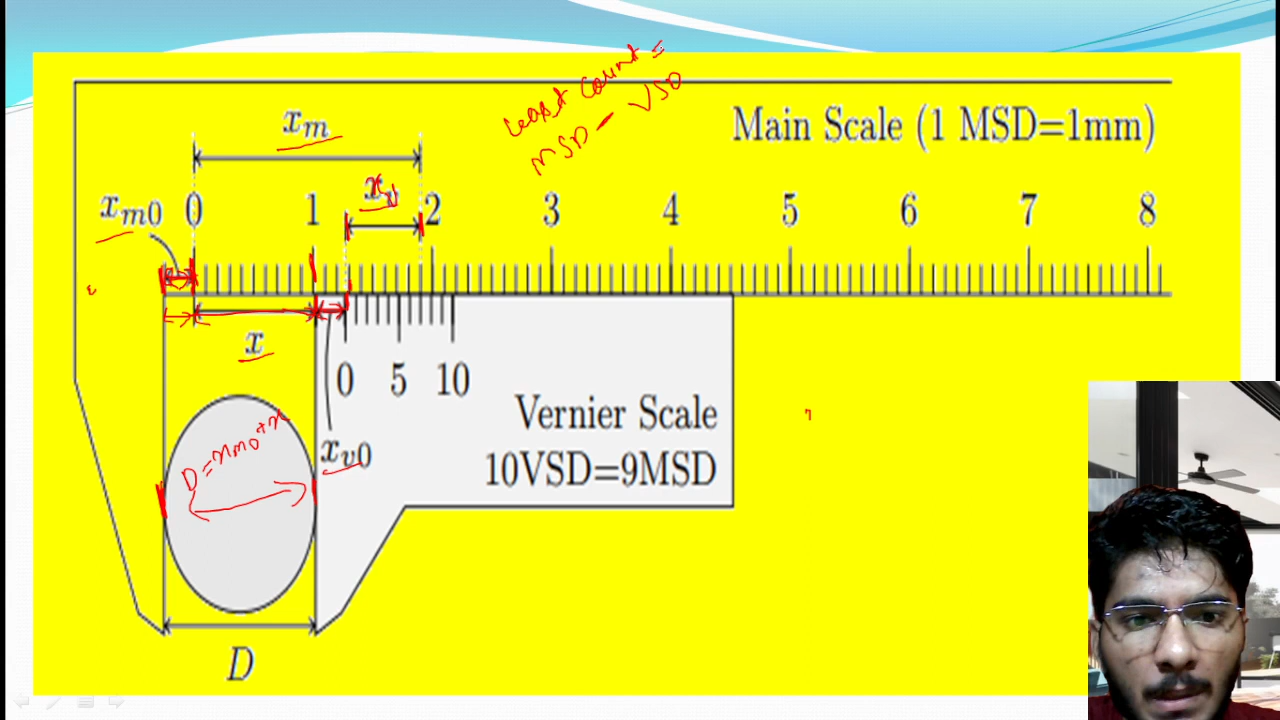 Least Count =
MSD - VSD
Main Scale (1 MSD=1mm)
x_m
x_m0
x_v
0 1 2 3 4 5 6 7 8
x
0 5 10
D = x_m0 + x
x_v0
Vernier Scale
10VSD=9MSD
D